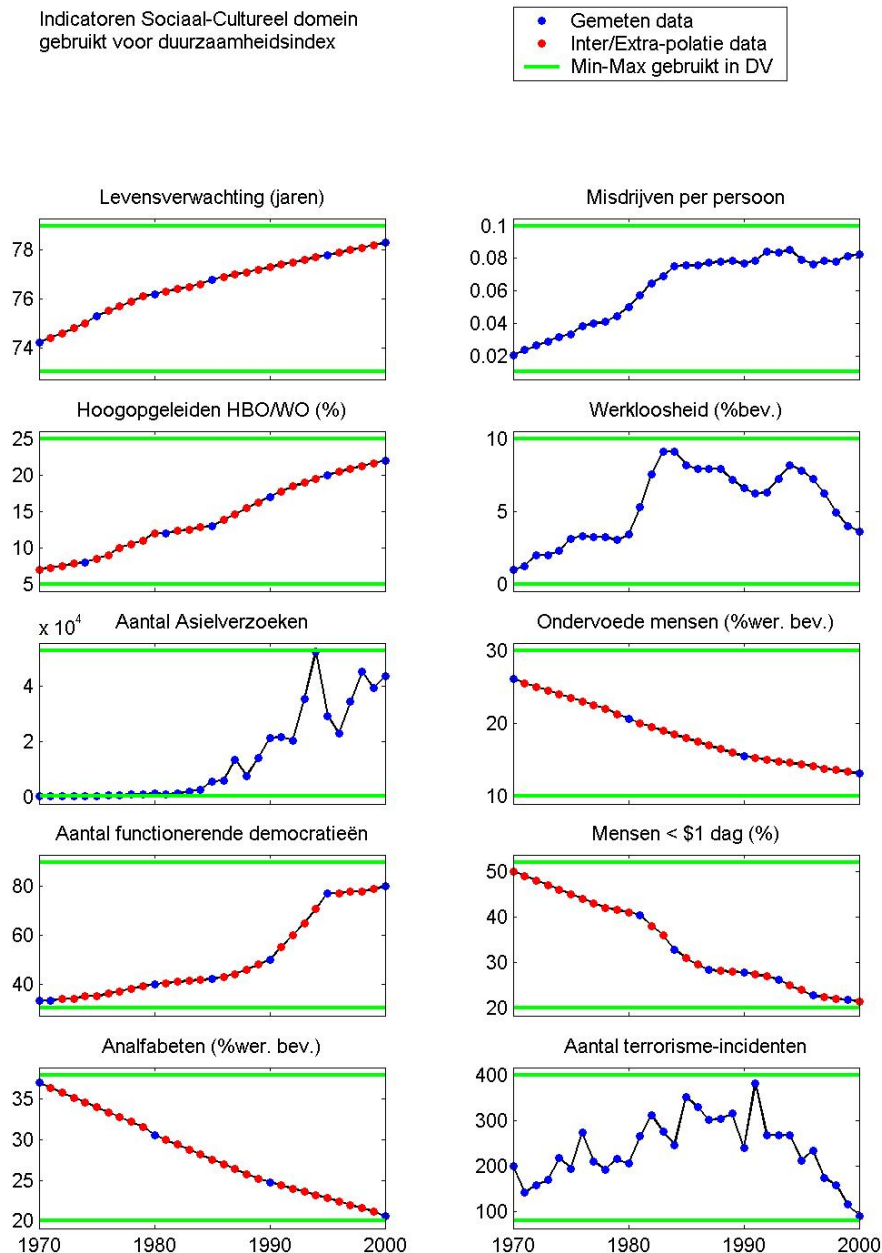 Indicatoren Sociaal-Cultureel domein
gebruikt voor duurzaamheidsindex
Gemeten data
Inter/Extra-polatie data
Min-Max gebruikt in DV
Levensverwachting (jaren)
78
76
74
Misdrijven per persoon
0.1
0.08
0.06
0.04
0.02
Hoogopgeleiden HBO/WO (%)
25
20
15
10
5
Werkloosheid (%bev.)
10
5
0
x 10^4
Aantal Asielverzoeken
4
2
0
Ondervoede mensen (%wer. bev.)
30
20
10
Aantal functionerende democratieën
80
60
40
Mensen < $1 dag (%)
50
40
30
20
Analfabeten (%wer. bev.)
35
30
25
20
1970 1980 1990 2000
Aantal terrorisme-incidenten
400
300
200
100
1970 1980 1990 2000